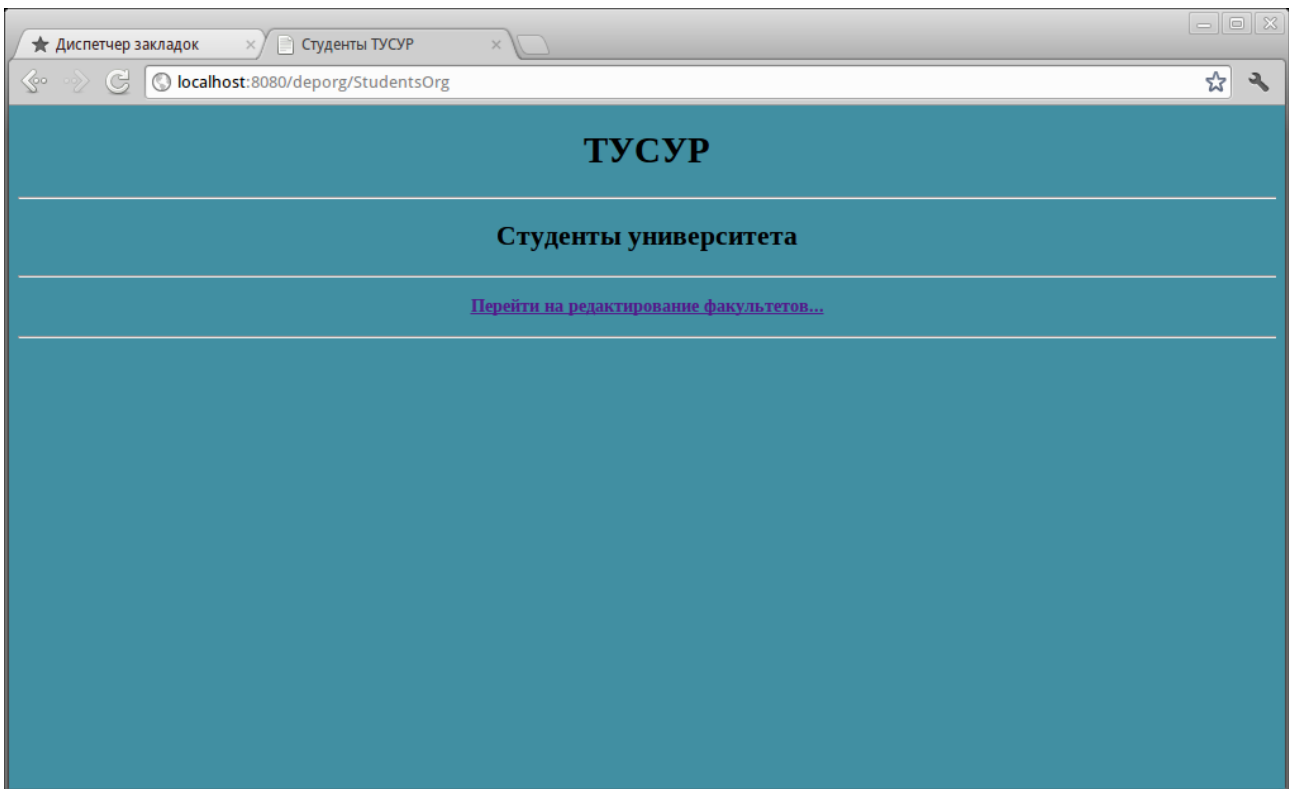 Диспетчер закладок
Студенты ТУСУР
localhost:8080/deporg/StudentsOrg
ТУСУР
Студенты университета
Перейти на редактирование факультетов...